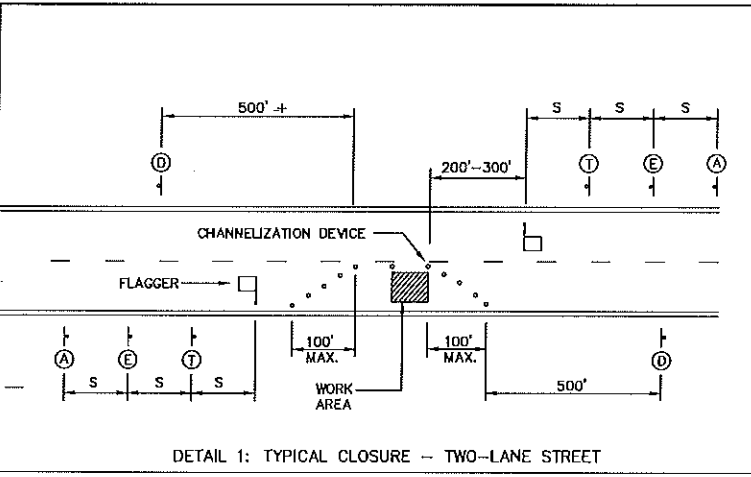 500' +
S S S
D
T E A
200'-300'
CHANNELIZATION DEVICE
FLAGGER
100'
MAX.
100'
MAX.
A E T
D
S S S
WORK
AREA
500'
DETAIL 1: TYPICAL CLOSURE - TWO-LANE STREET